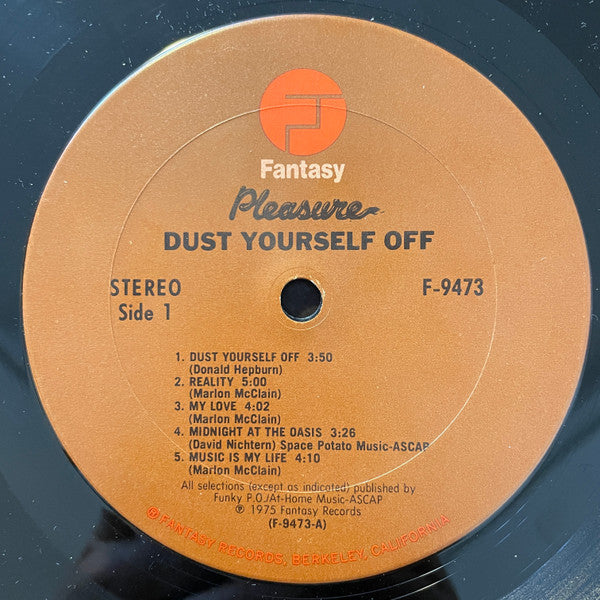 Fantasy
Pleasure
DUST YOURSELF OFF
STEREO
Side 1
F-9473
1. DUST YOURSELF OFF 3:50
(Donald Hepburn)
2. REALITY 5:00
(Marlon McClain)
3. MY LOVE 4:02
(Marlon McClain)
4. MIDNIGHT AT THE OASIS 3:26
(David Nichtern) Space Potato Music-ASCAP
5. MUSIC IS MY LIFE 4:10
(Marlon McClain)
All selections (except as indicated) published by
Funky P.O./At-Home Music-ASCAP
℗ 1975 Fantasy Records
(F-9473-A)
© FANTASY RECORDS, BERKELEY, CALIFORNIA